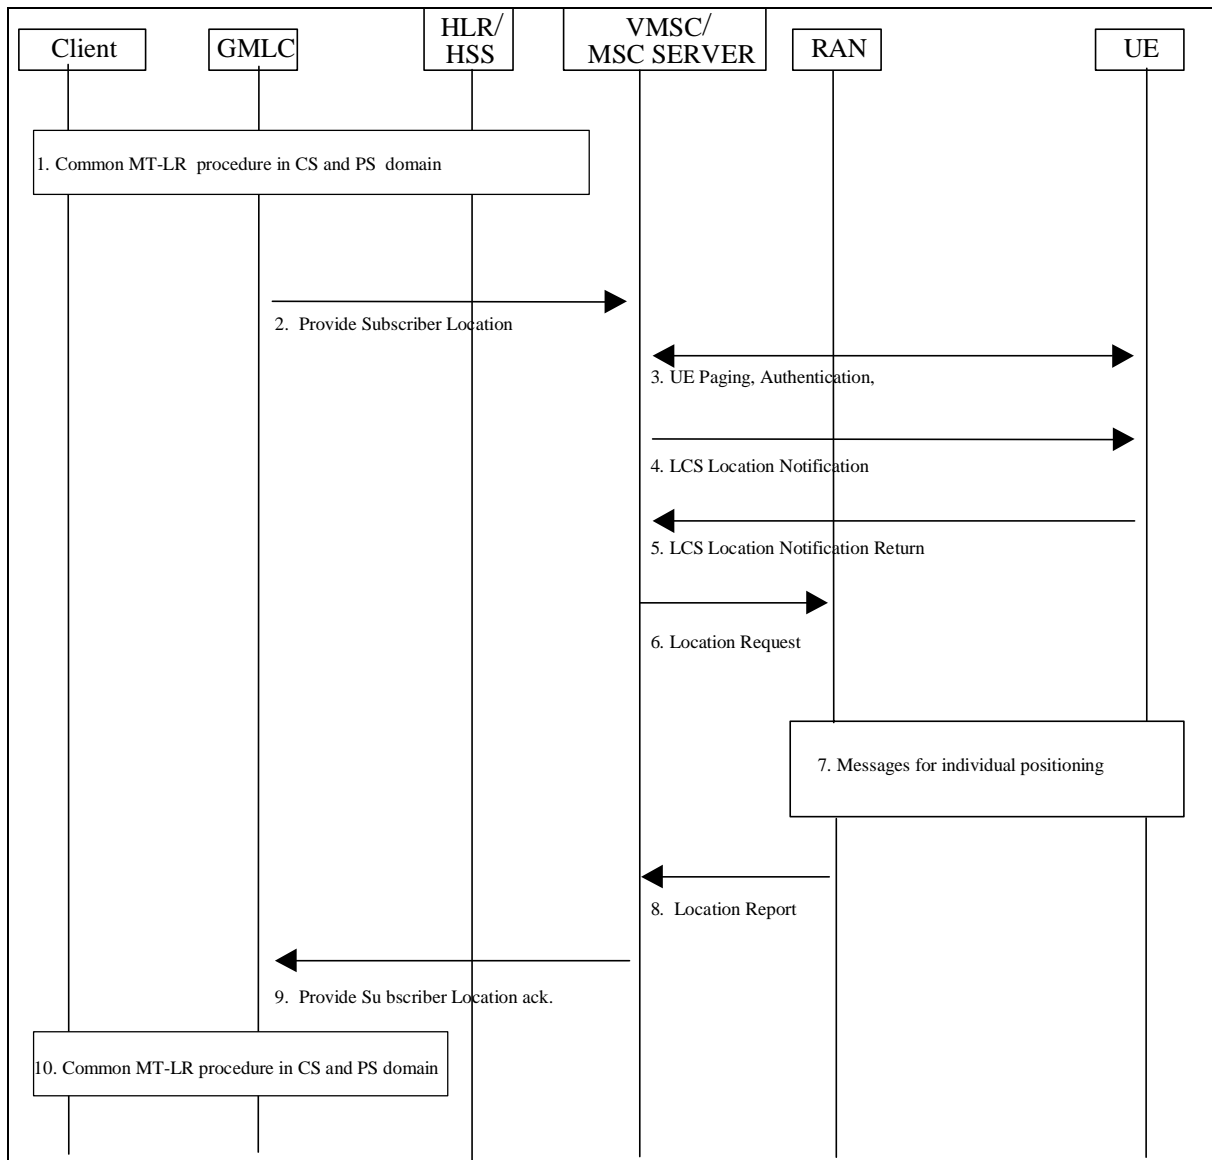 Client
GMLC
HLR/
HSS
VMSC/
MSC SERVER
RAN
UE
1. Common MT-LR procedure in CS and PS domain
2. Provide Subscriber Location
3. UE Paging, Authentication,
4. LCS Location Notification
5. LCS Location Notification Return
6. Location Request
7. Messages for individual positioning
8. Location Report
9. Provide Su bscriber Location ack.
10. Common MT-LR procedure in CS and PS domain